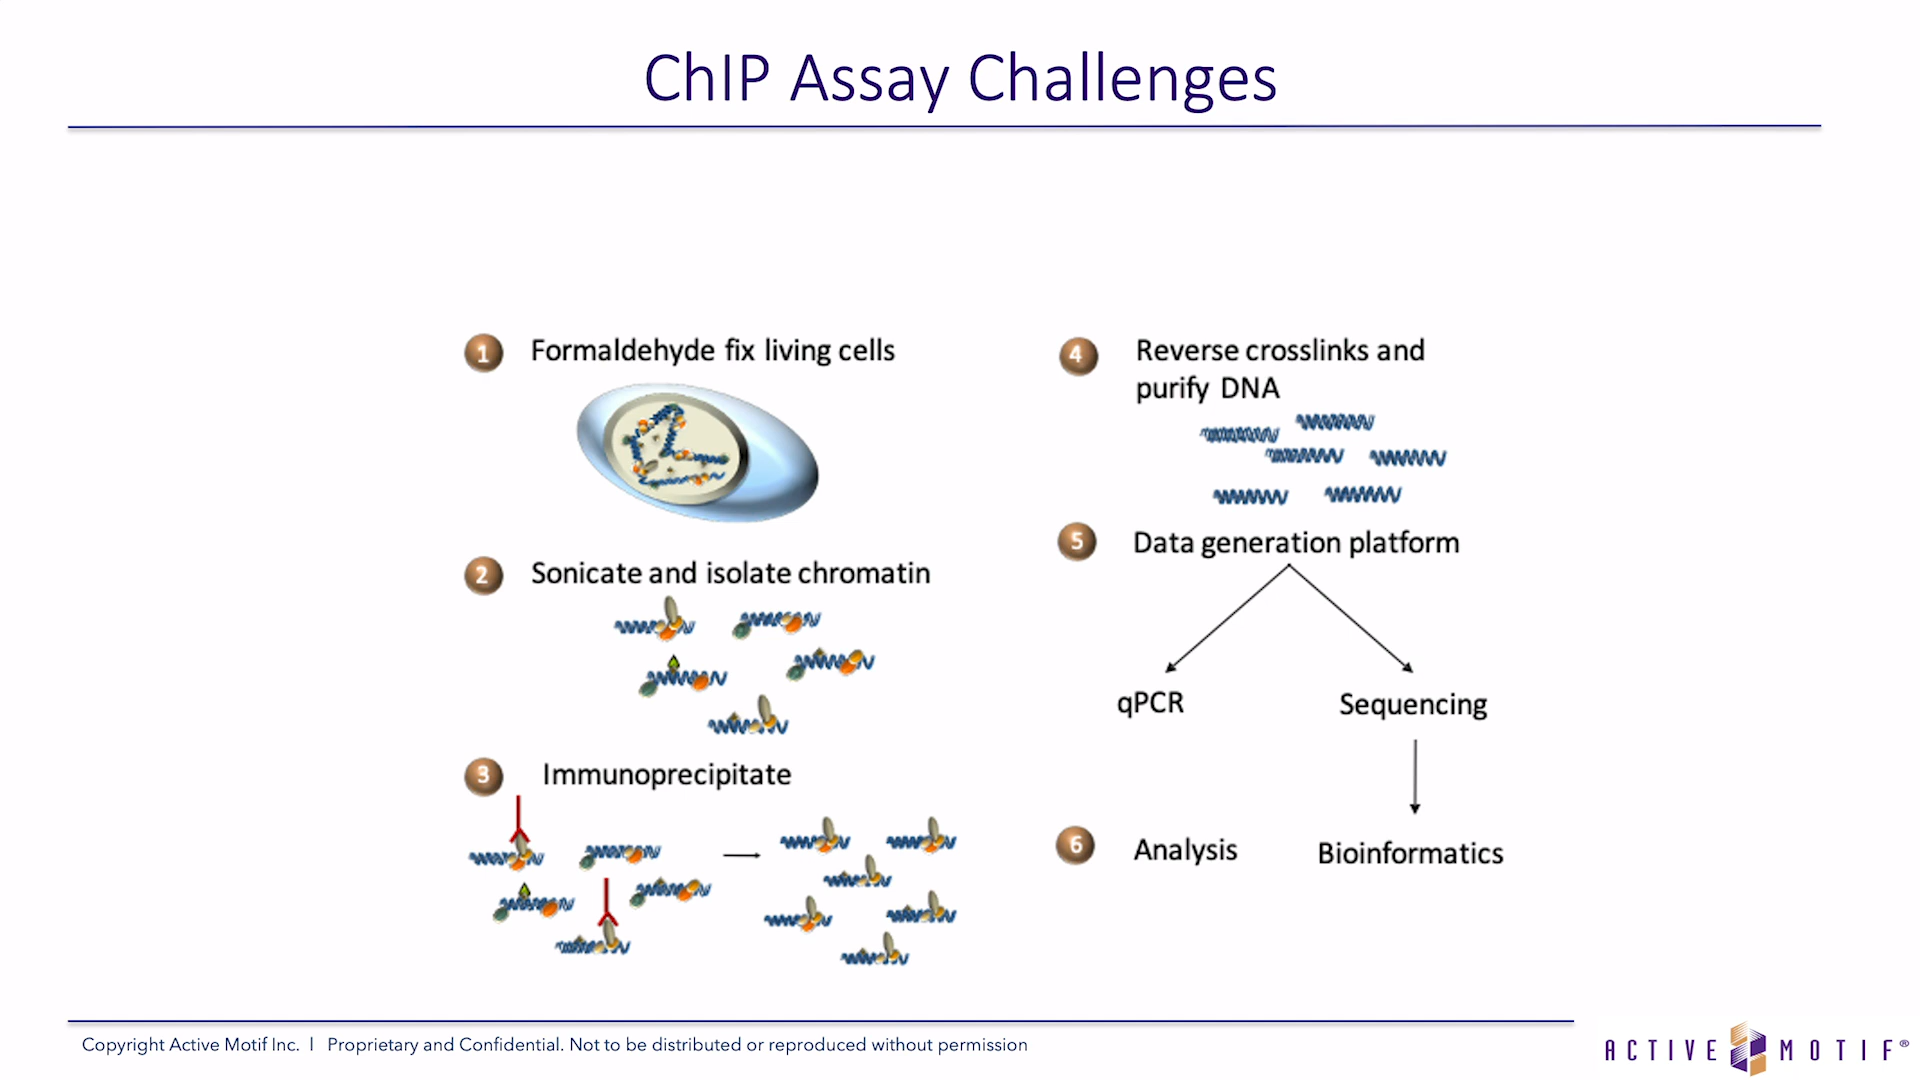 ChIP Assay Challenges
1 Formaldehyde fix living cells
2 Sonicate and isolate chromatin
3 Immunoprecipitate
4 Reverse crosslinks and
purify DNA
5 Data generation platform
qPCR
Sequencing
6 Analysis
Bioinformatics
Copyright Active Motif Inc. | Proprietary and Confidential. Not to be distributed or reproduced without permission
ACTIVE MOTIF®